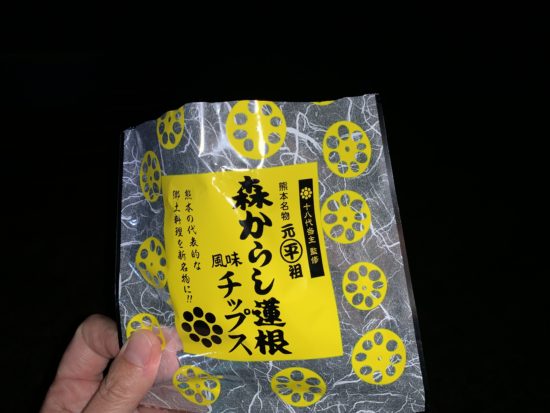 十八代当主 監修
熊本名物 元平祖
森からし蓮根
風味チップス
熊本の代表的な
郷土料理を新名物に!!